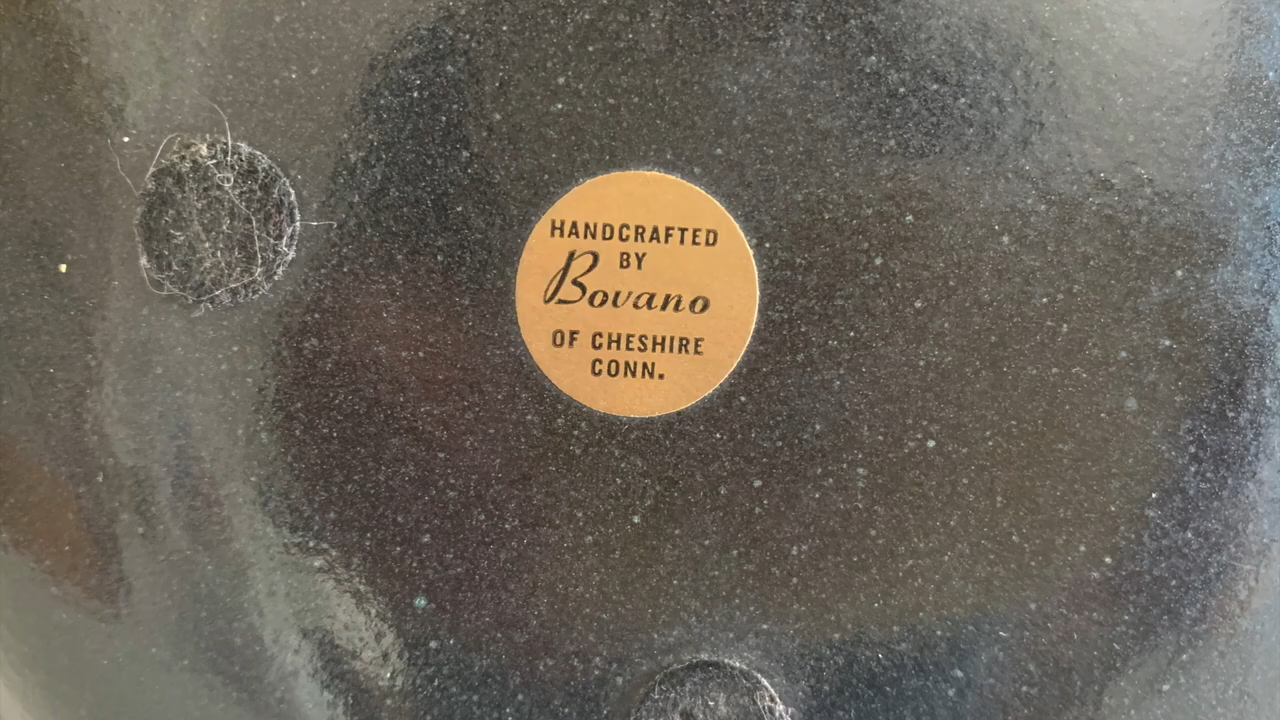 HANDCRAFTED
BY
Bovano
OF CHESHIRE
CONN.